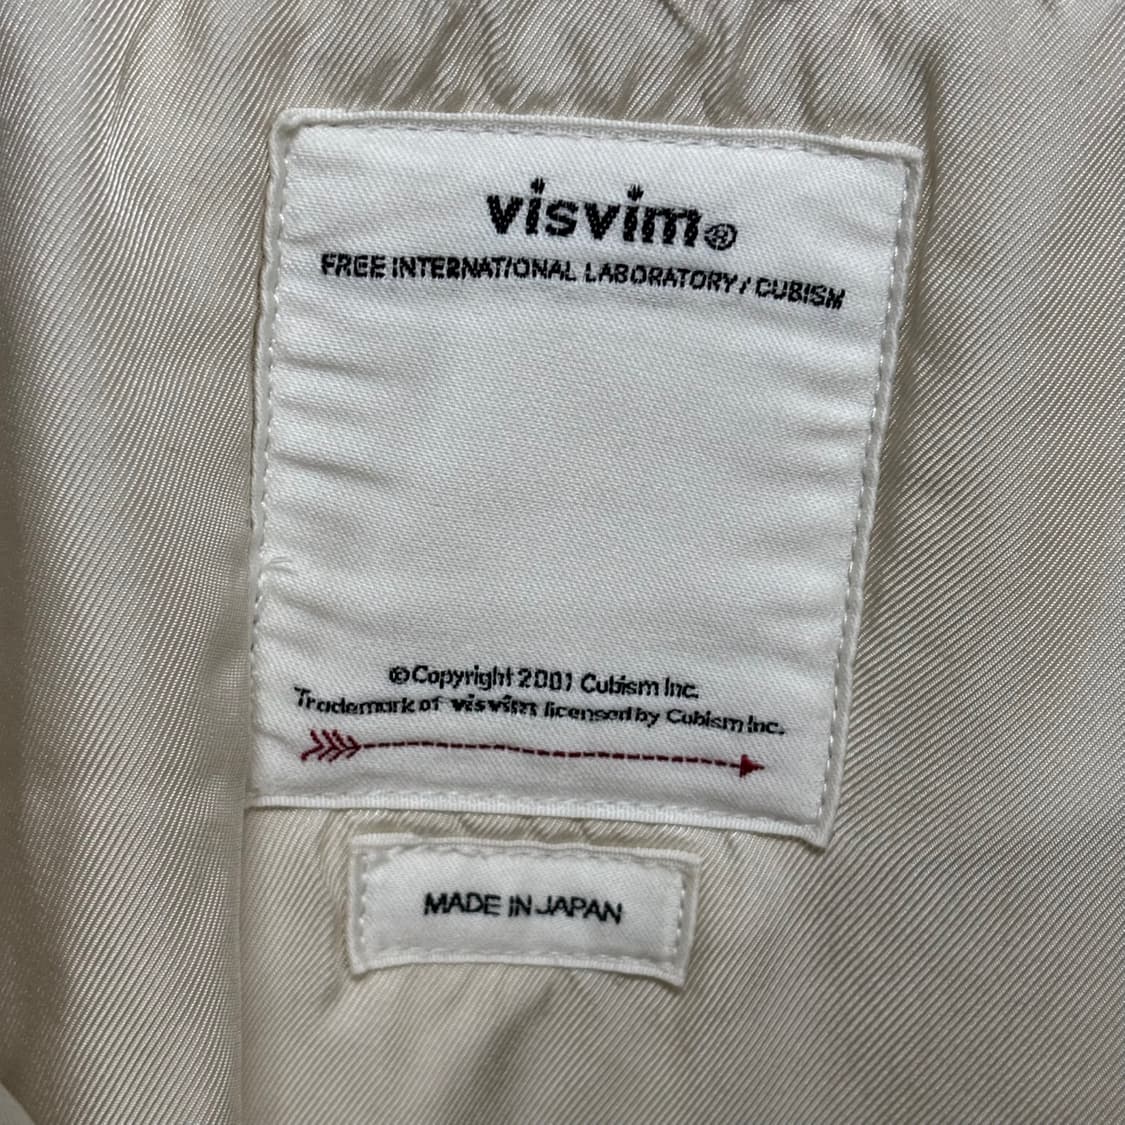 visvim®
FREE INTERNATIONAL LABORATORY / CUBISM
©Copyright 2001 Cubism Inc.
Trademark of visvim licensed by Cubism Inc.
MADE IN JAPAN